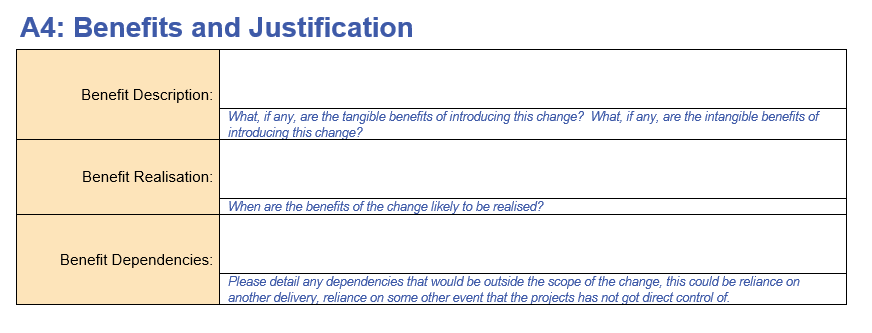 A4: Benefits and Justification
Benefit Description:
What, if any, are the tangible benefits of introducing this change?  What, if any, are the intangible benefits of
introducing this change?
Benefit Realisation:
When are the benefits of the change likely to be realised?
Benefit Dependencies:
Please detail any dependencies that would be outside the scope of the change, this could be reliance on
another delivery, reliance on some other event that the projects has not got direct control of.